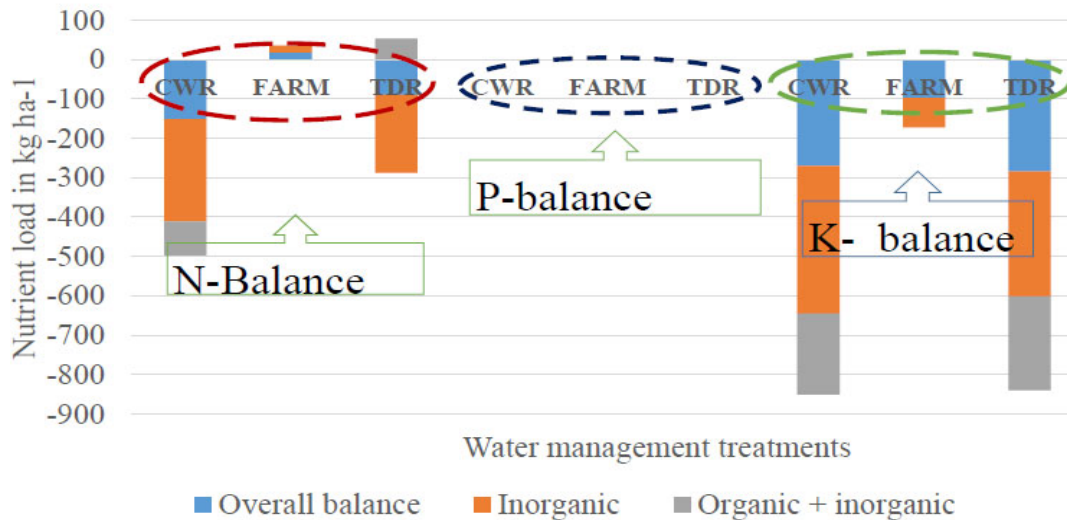 Nutrient load in kg ha-1
100
0
-100
-200
-300
-400
-500
-600
-700
-800
-900
CWR FARM TDR CWR FARM TDR CWR FARM TDR
N-Balance
P-balance
K- balance
Water management treatments
Overall balance Inorganic Organic + inorganic